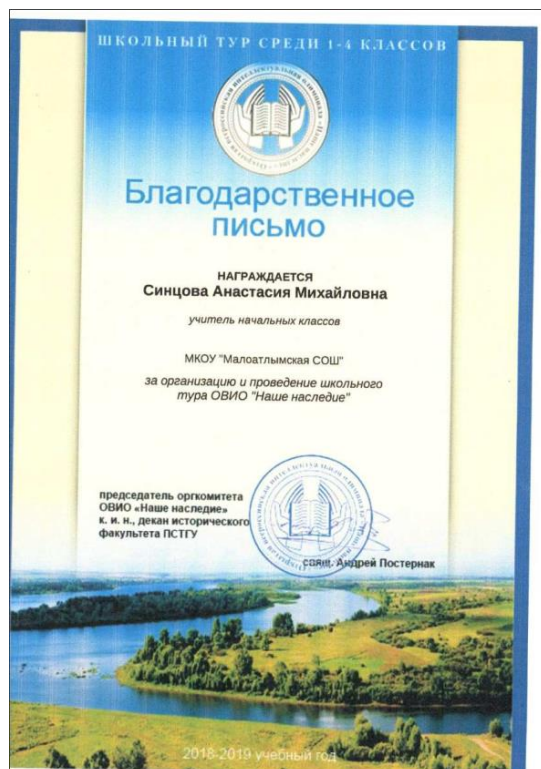 ШКОЛЬНЫЙ ТУР СРЕДИ 1-4 КЛАССОВ
Благодарственное
письмо
НАГРАЖДАЕТСЯ
Синцова Анастасия Михайловна
учитель начальных классов
МКОУ "Малоатлымская СОШ"
за организацию и проведение школьного
тура ОВИО "Наше наследие"
председатель оргкомитета
ОВИО «Наше наследие»
к. и. н., декан исторического
факультета ПСТГУ
свящ. Андрей Постернак
2018-2019 учебный год